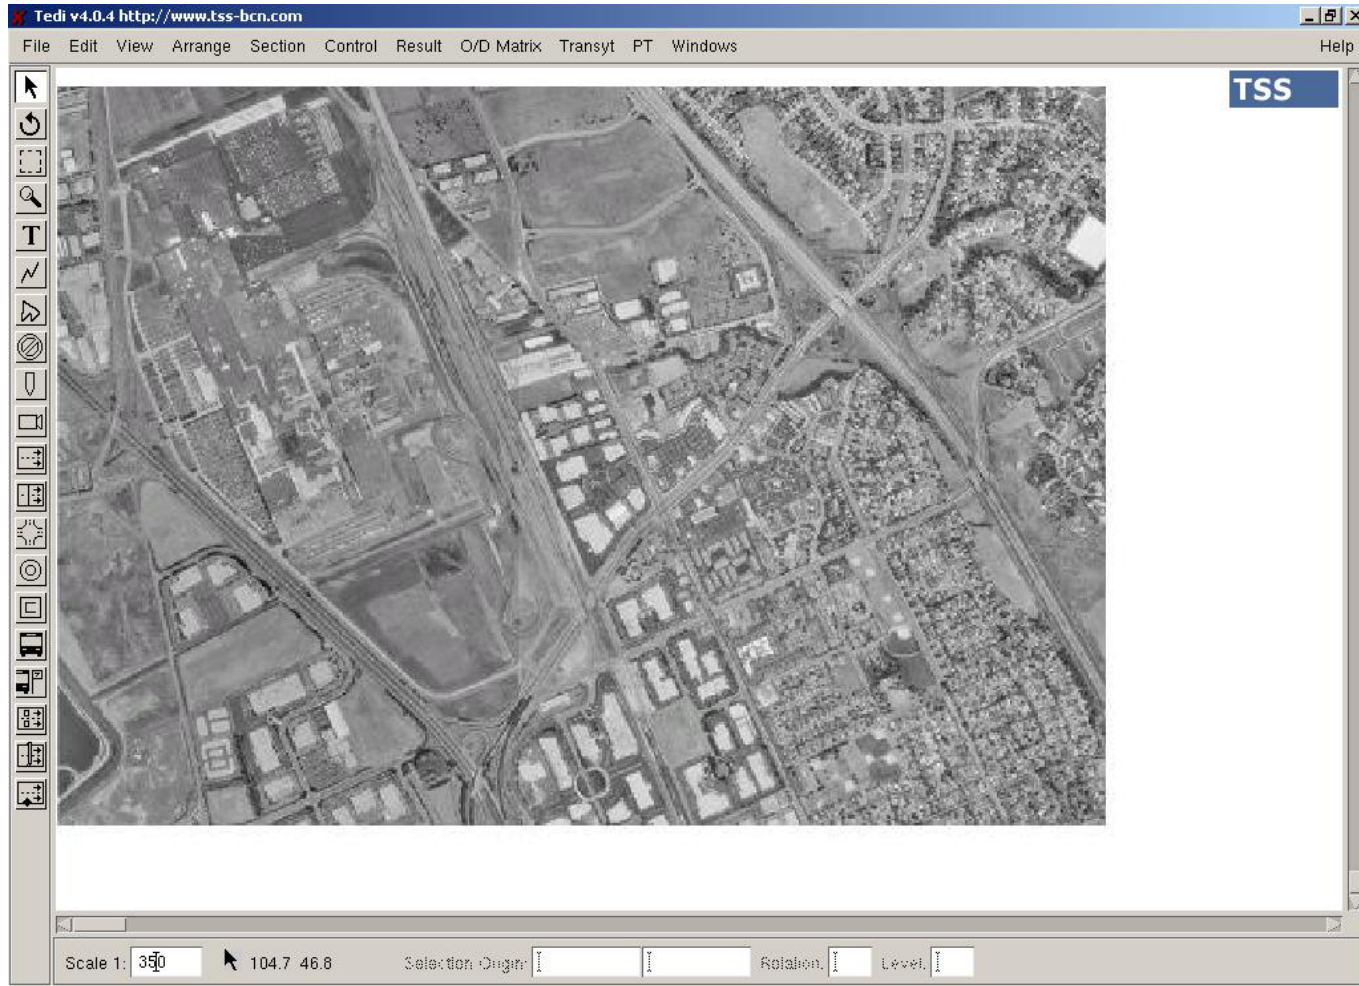 Tedi v4.0.4 http://www.tss-bcn.com
File Edit View Arrange Section Control Result O/D Matrix Transyt PT Windows Help
TSS
T
Scale 1: 350 104.7 46.8 Selection Origin: Rotation: Level: